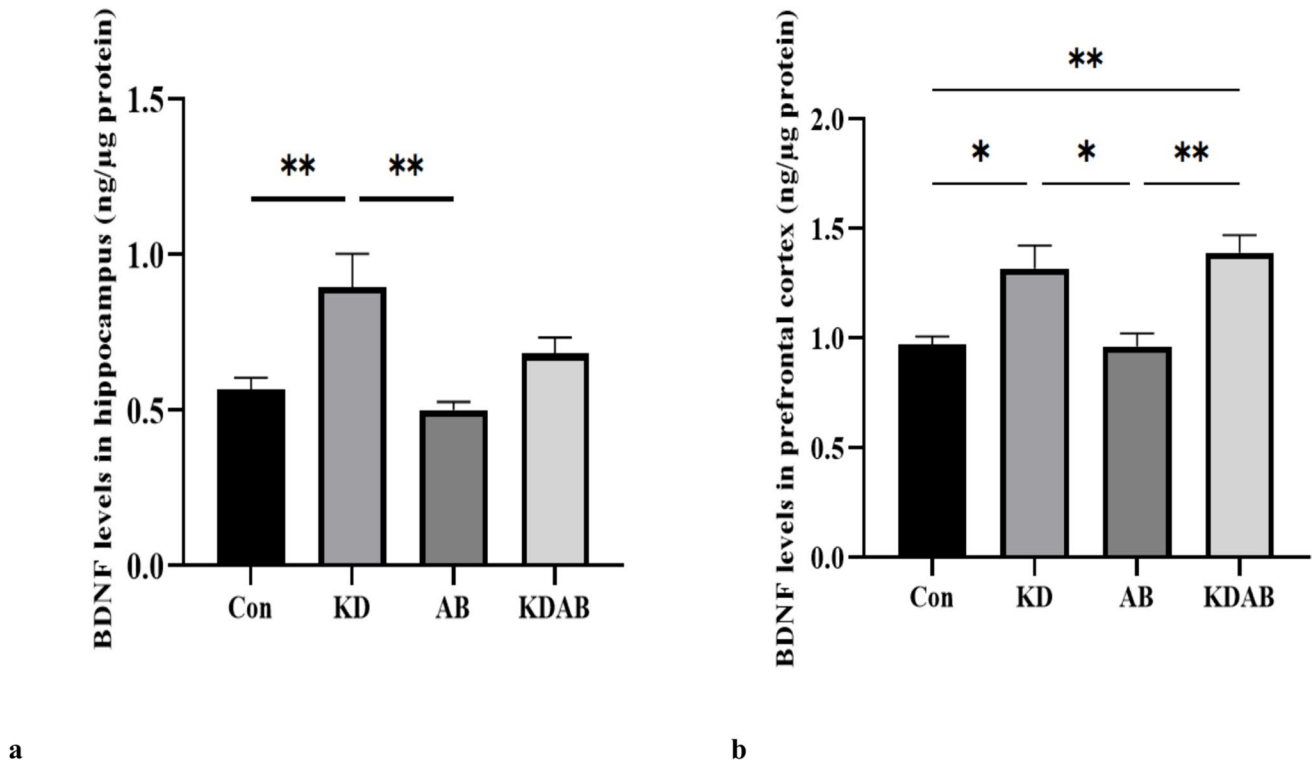 BDNF levels in hippocampus (ng/µg protein)
1.5
1.0
0.5
0.0
** **
Con KD AB KDAB
a
BDNF levels in prefrontal cortex (ng/µg protein)
2.0
1.5
1.0
0.5
0.0
**
* * **
Con KD AB KDAB
b